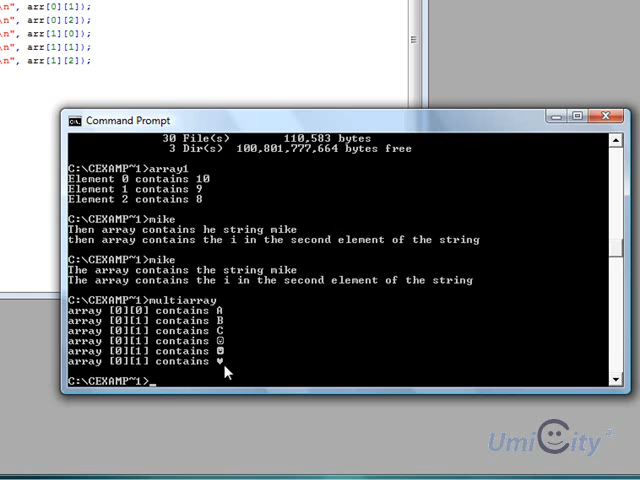 \n", arr[0][1]);
\n", arr[0][2]);
\n", arr[1][0]);
\n", arr[1][1]);
\n", arr[1][2]);
Command Prompt
30 File(s) 110,583 bytes
3 Dir(s) 100,801,777,664 bytes free
C:\CEXAMP~1>array1
Element 0 contains 10
Element 1 contains 9
Element 2 contains 8
C:\CEXAMP~1>mike
Then array contains he string mike
then array contains the i in the second element of the string
C:\CEXAMP~1>mike
The array contains the string mike
The array contains the i in the second element of the string
C:\CEXAMP~1>multiarray
array [0][0] contains A
array [0][1] contains B
array [0][1] contains C
array [0][1] contains ☺
array [0][1] contains ☻
array [0][1] contains ♥
C:\CEXAMP~1>_
UmiCity